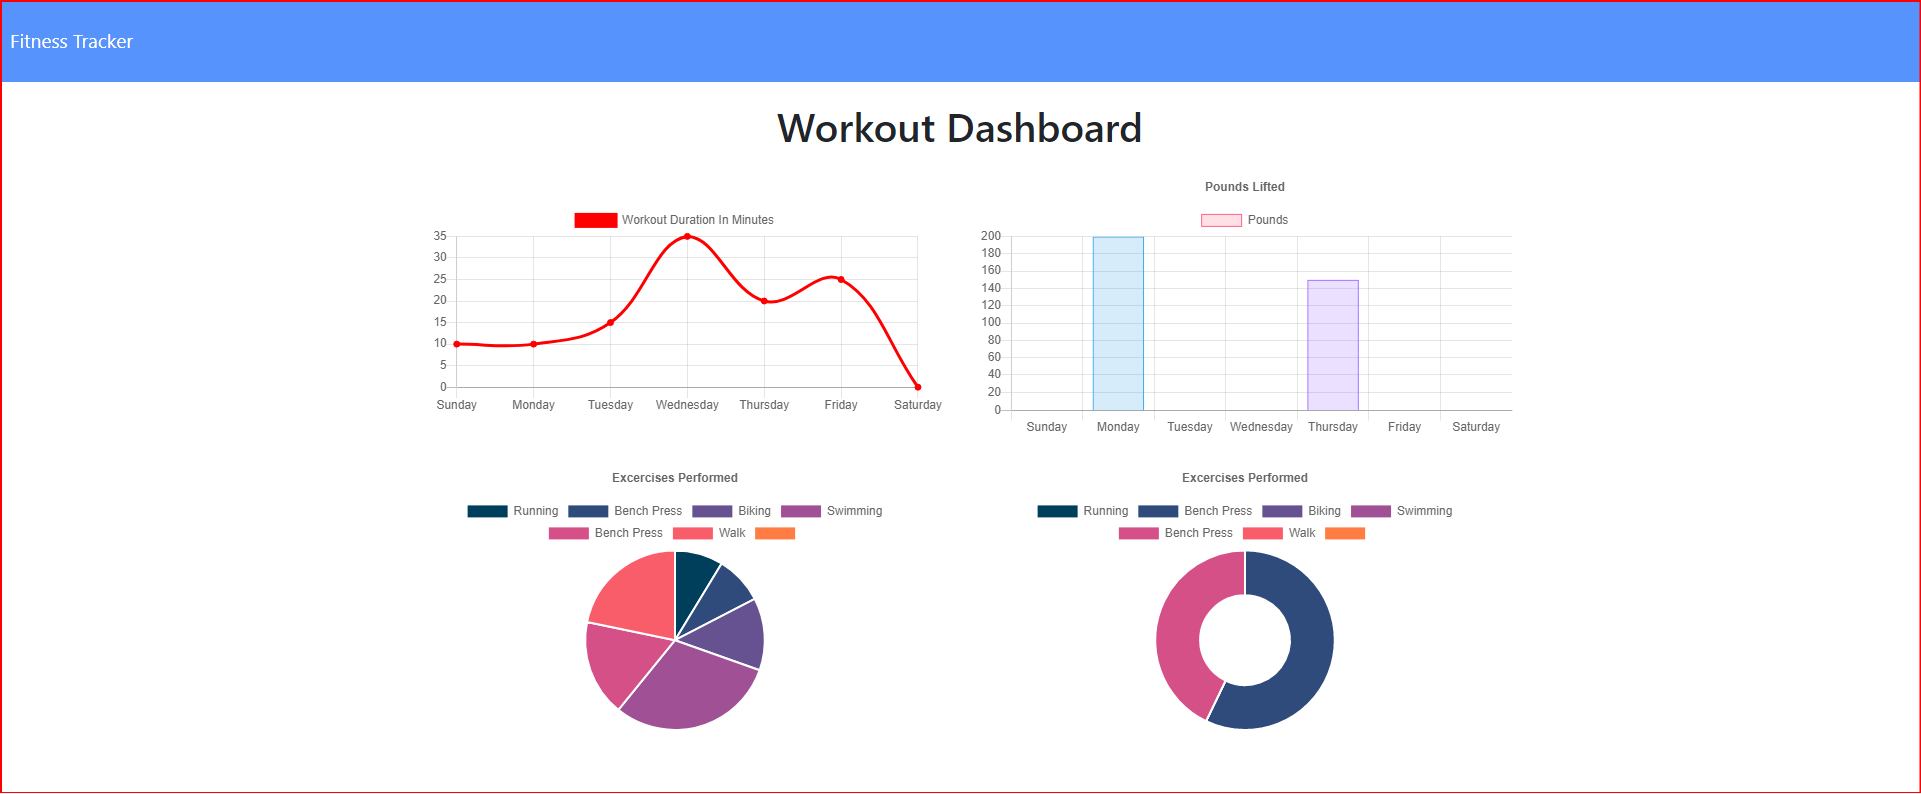 Fitness Tracker
Workout Dashboard
Workout Duration In Minutes
35
30
25
20
15
10
5
0
Sunday Monday Tuesday Wednesday Thursday Friday Saturday
Pounds Lifted
Pounds
200
180
160
140
120
100
80
60
40
20
0
Sunday Monday Tuesday Wednesday Thursday Friday Saturday
Excercises Performed
Running Bench Press Biking Swimming
Bench Press Walk
Excercises Performed
Running Bench Press Biking Swimming
Bench Press Walk